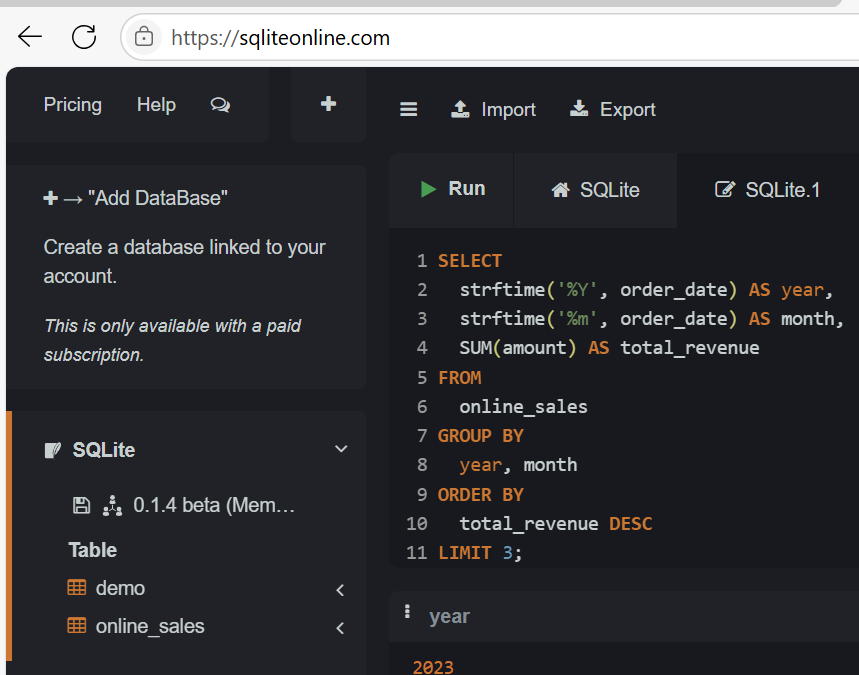 https://sqliteonline.com
Pricing Help
+ → "Add DataBase"
Create a database linked to your
account.
This is only available with a paid
subscription.
SQLite
0.1.4 beta (Mem…
Table
demo
online_sales
Import Export
Run SQLite SQLite.1
1 SELECT
2 strftime('%Y', order_date) AS year,
3 strftime('%m', order_date) AS month,
4 SUM(amount) AS total_revenue
5 FROM
6 online_sales
7 GROUP BY
8 year, month
9 ORDER BY
10 total_revenue DESC
11 LIMIT 3;
year
2023